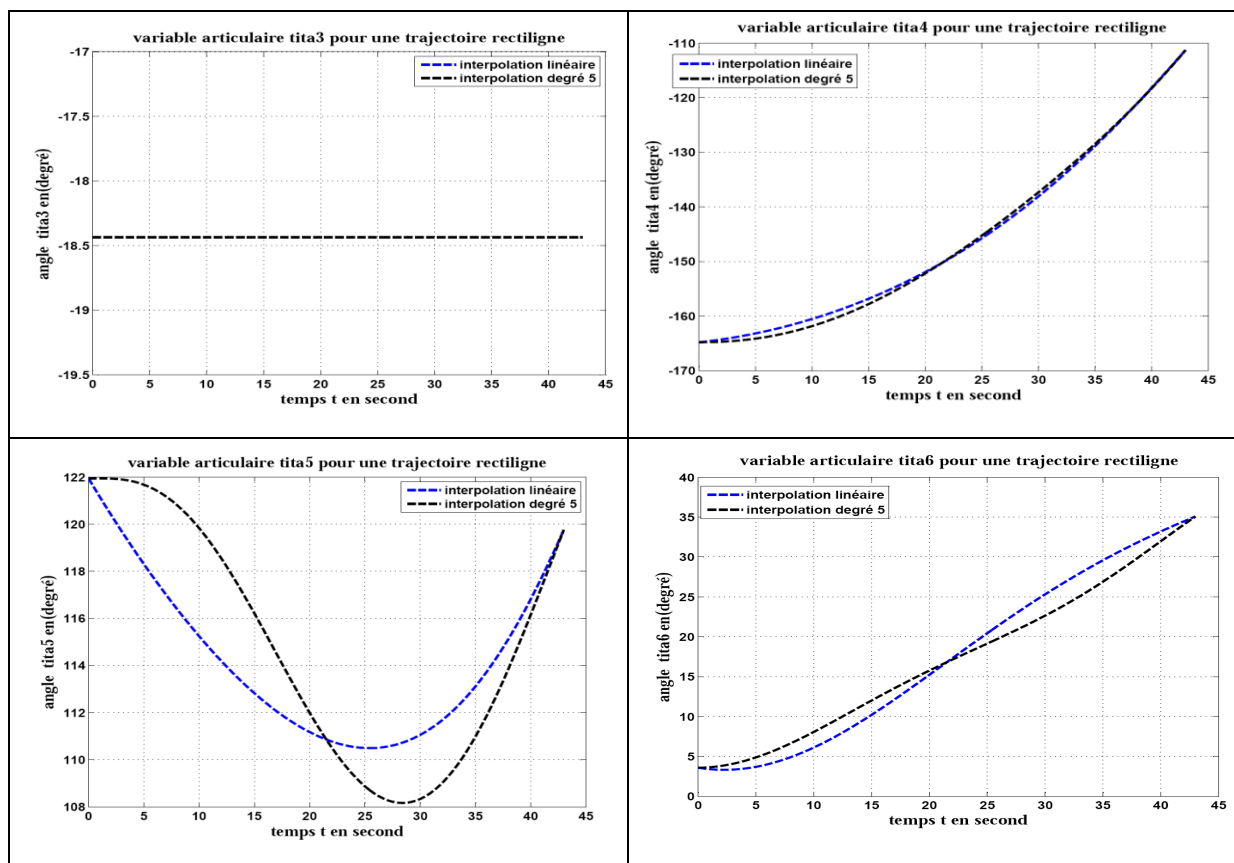 variable articulaire tita3 pour une trajectoire rectiligne
-17
-17.5
-18
-18.5
-19
-19.5
angle tita3 en(degré)
interpolation linéaire
interpolation degré 5
0 5 10 15 20 25 30 35 40 45
temps t en second
variable articulaire tita4 pour une trajectoire rectiligne
-110
-120
-130
-140
-150
-160
-170
angle tita4 en(degré)
interpolation linéaire
interpolation degré 5
0 5 10 15 20 25 30 35 40 45
temps t en second
variable articulaire tita5 pour une trajectoire rectiligne
122
120
118
116
114
112
110
108
angle tita5 en(degré)
interpolation linéaire
interpolation degré 5
0 5 10 15 20 25 30 35 40 45
temps t en second
variable articulaire tita6 pour une trajectoire rectiligne
40
35
30
25
20
15
10
5
0
angle tita6 en(degré)
interpolation linéaire
interpolation degré 5
0 5 10 15 20 25 30 35 40 45
temps t en second